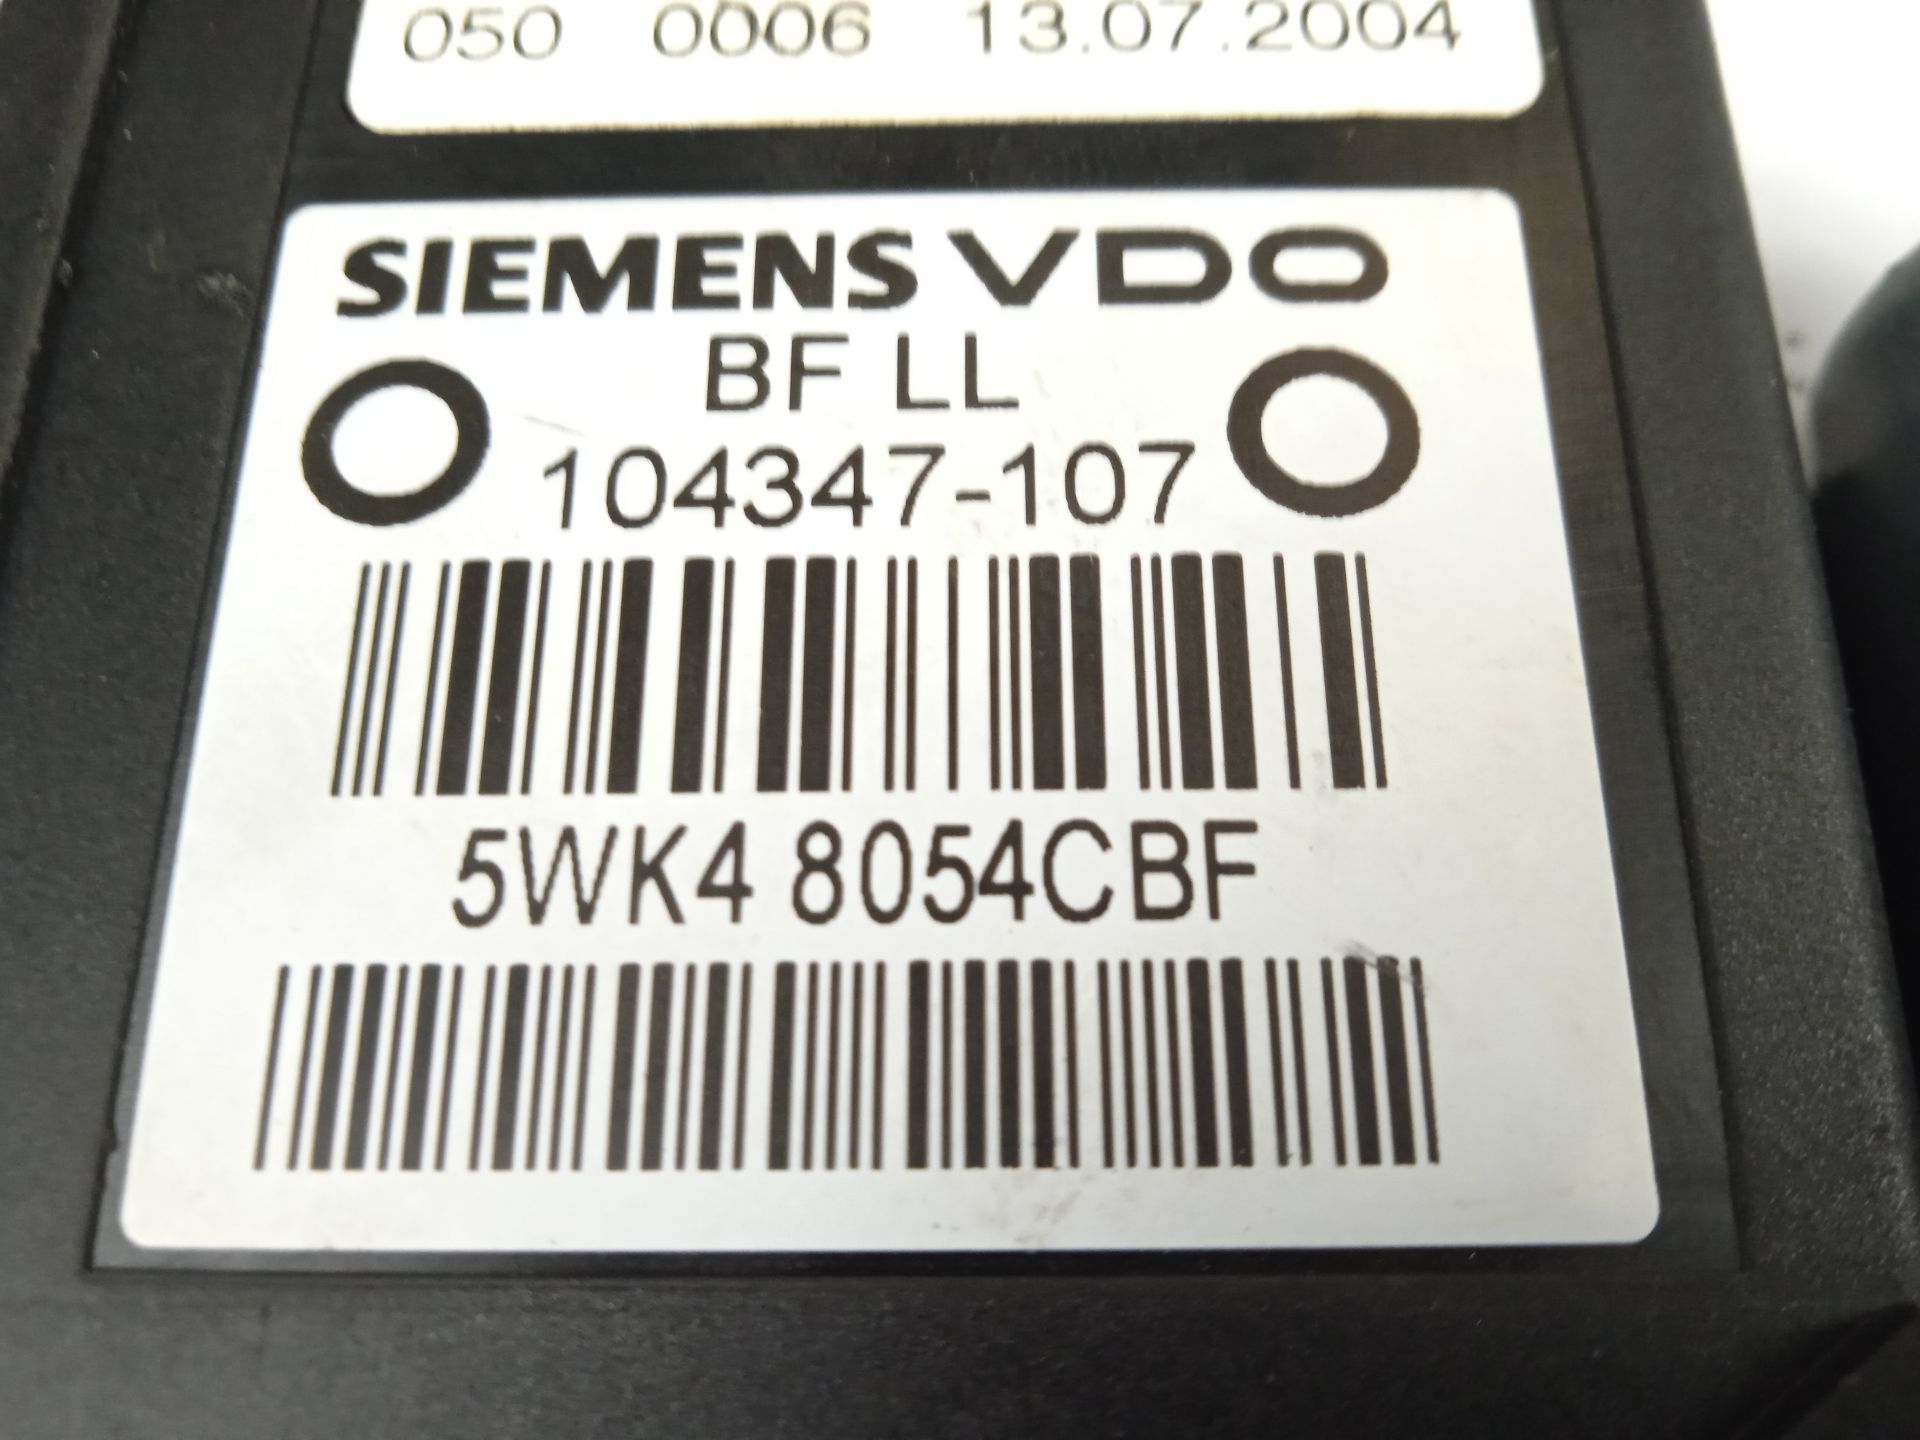 050 0006 13.07.2004
SIEMENS VDO
BF LL
104347-107
5WK4 8054CBF